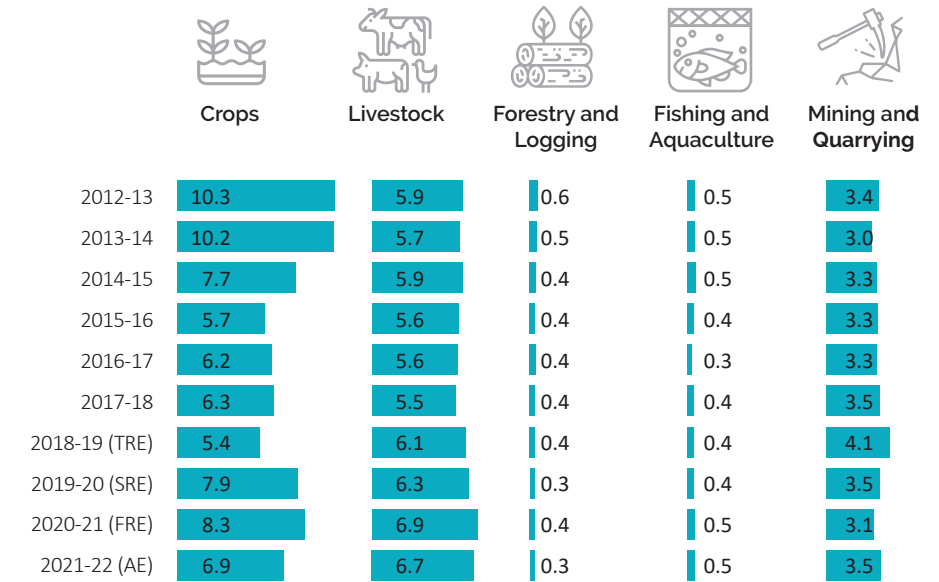 Crops
Livestock
Forestry and
Logging
Fishing and
Aquaculture
Mining and
Quarrying
2012-13 10.3 5.9 0.6 0.5 3.4
2013-14 10.2 5.7 0.5 0.5 3.0
2014-15 7.7 5.9 0.4 0.5 3.3
2015-16 5.7 5.6 0.4 0.4 3.3
2016-17 6.2 5.6 0.4 0.3 3.3
2017-18 6.3 5.5 0.4 0.4 3.5
2018-19 (TRE) 5.4 6.1 0.4 0.4 4.1
2019-20 (SRE) 7.9 6.3 0.3 0.4 3.5
2020-21 (FRE) 8.3 6.9 0.4 0.5 3.1
2021-22 (AE) 6.9 6.7 0.3 0.5 3.5